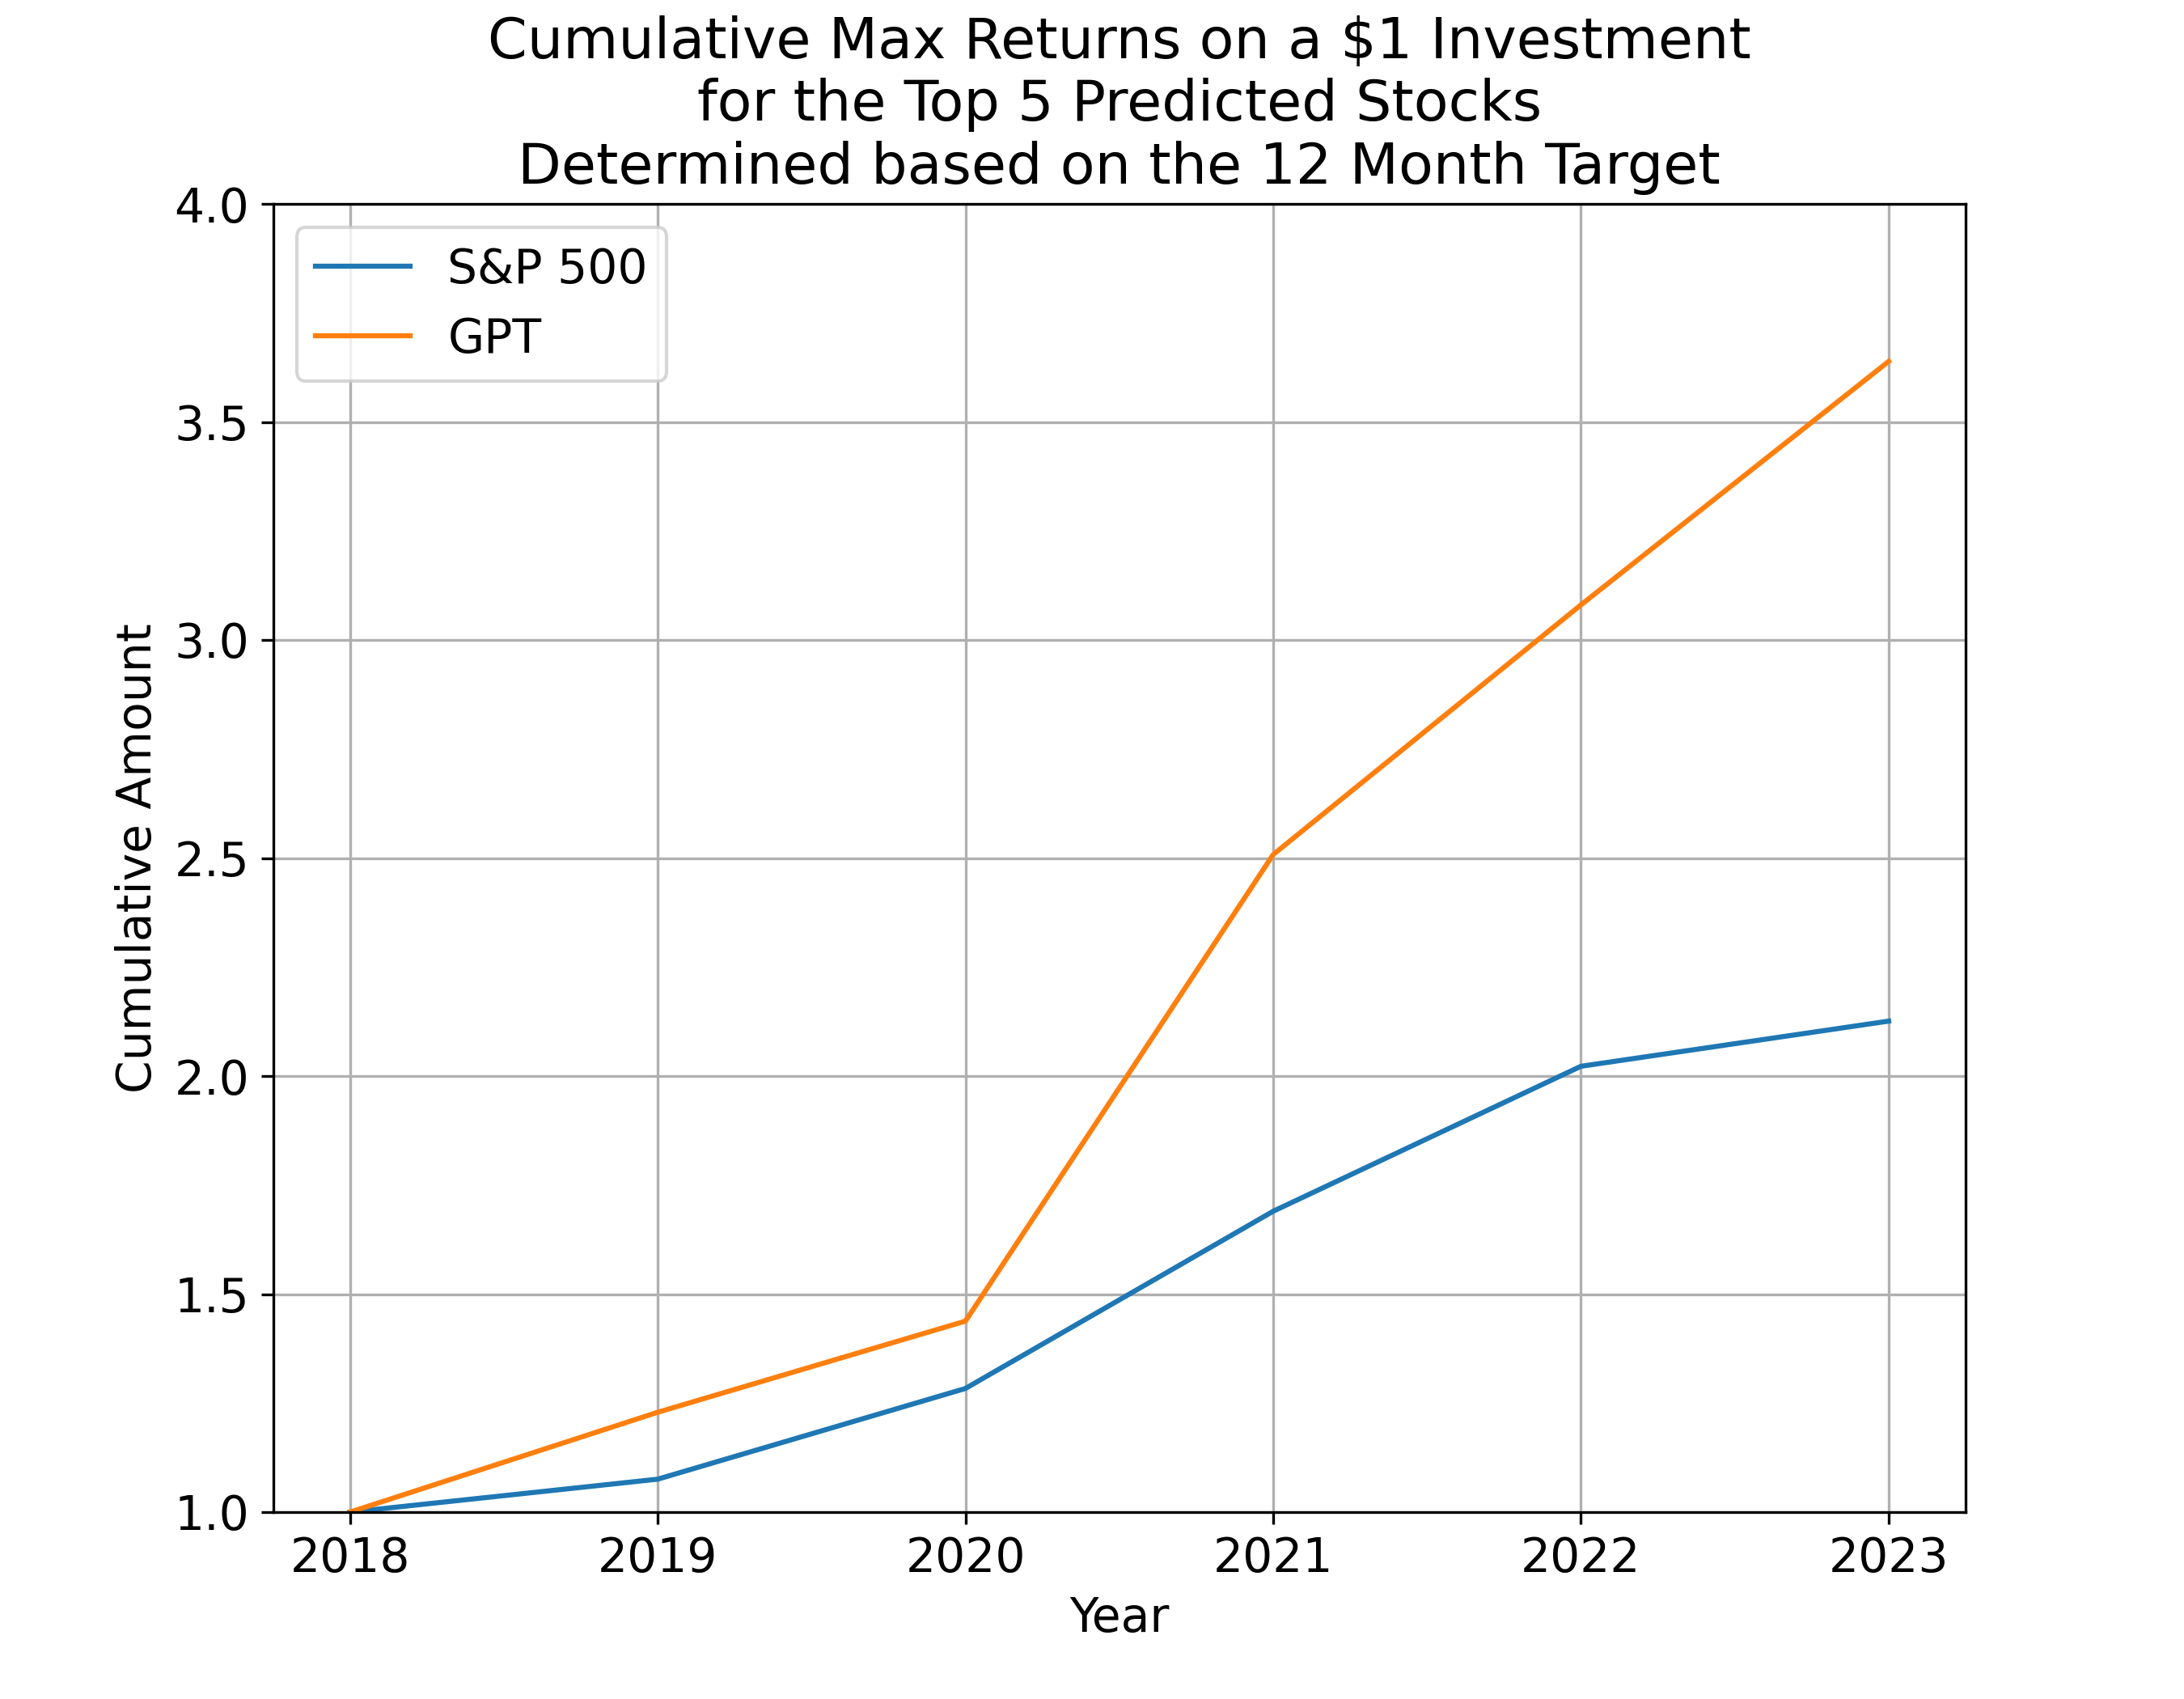 Cumulative Max Returns on a $1 Investment
for the Top 5 Predicted Stocks
Determined based on the 12 Month Target
S&P 500
GPT
Cumulative Amount
4.0
3.5
3.0
2.5
2.0
1.5
1.0
2018 2019 2020 2021 2022 2023
Year